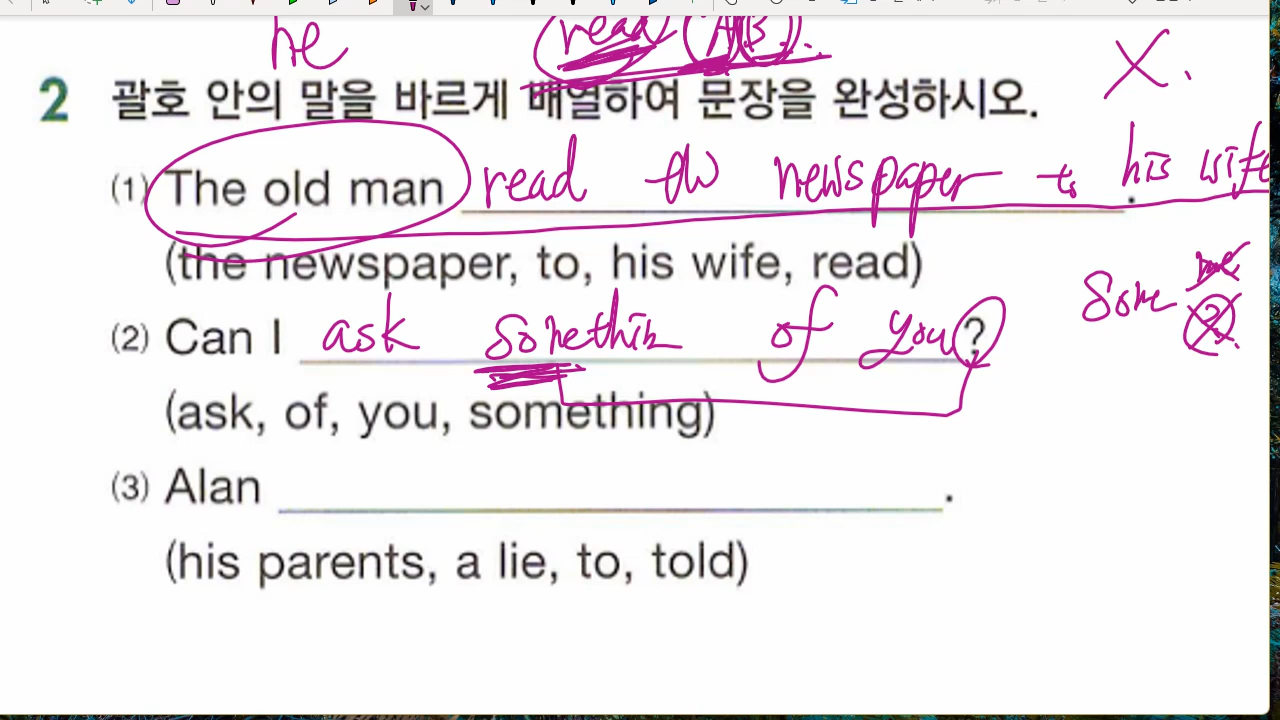 he read A B.
X.
2 괄호 안의 말을 바르게 배열하여 문장을 완성하시오.
(1) The old man read the newspaper to his wife.
(the newspaper, to, his wife, read)
some
(2) Can I ask somethin of you?
(ask, of, you, something)
(3) Alan .
(his parents, a lie, to, told)